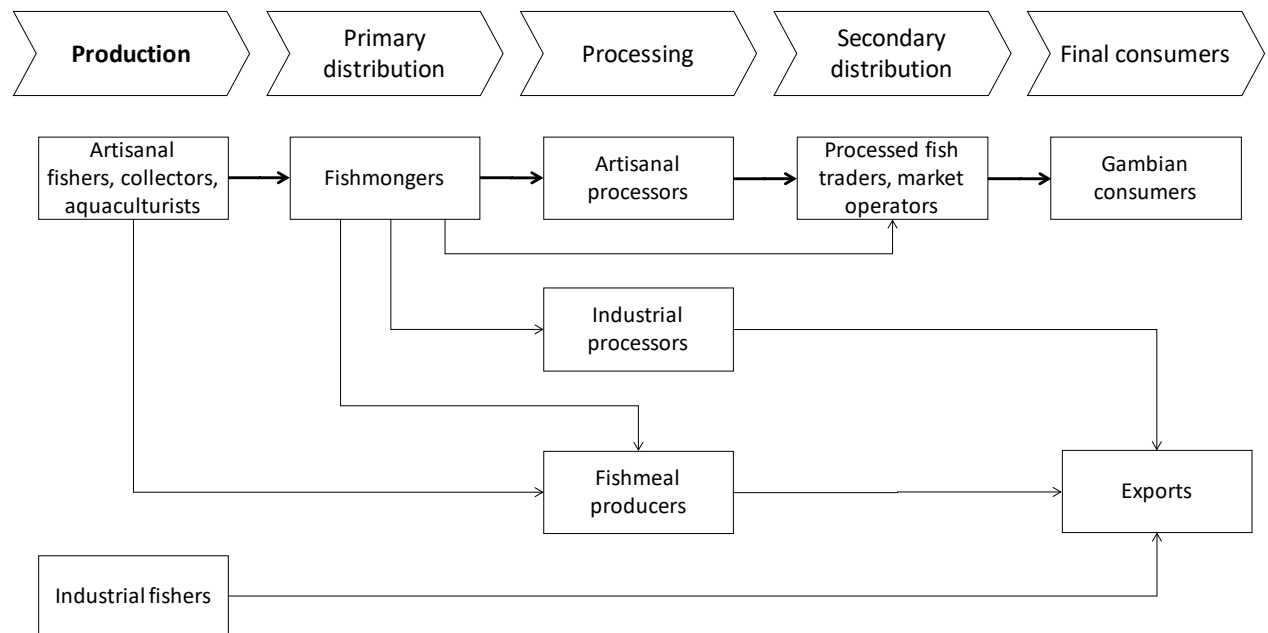 Production
Primary
distribution
Processing
Secondary
distribution
Final consumers
Artisanal
fishers, collectors,
aquaculturists
Fishmongers
Artisanal
processors
Processed fish
traders, market
operators
Gambian
consumers
Industrial
processors
Fishmeal
producers
Exports
Industrial fishers